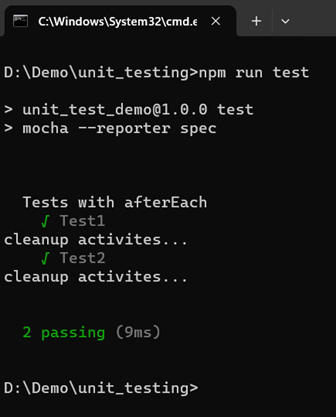 C:\Windows\System32\cmd.e
D:\Demo\unit_testing>npm run test
> unit_test_demo@1.0.0 test
> mocha --reporter spec
Tests with afterEach
√ Test1
cleanup activites...
√ Test2
cleanup activites...
2 passing (9ms)
D:\Demo\unit_testing>